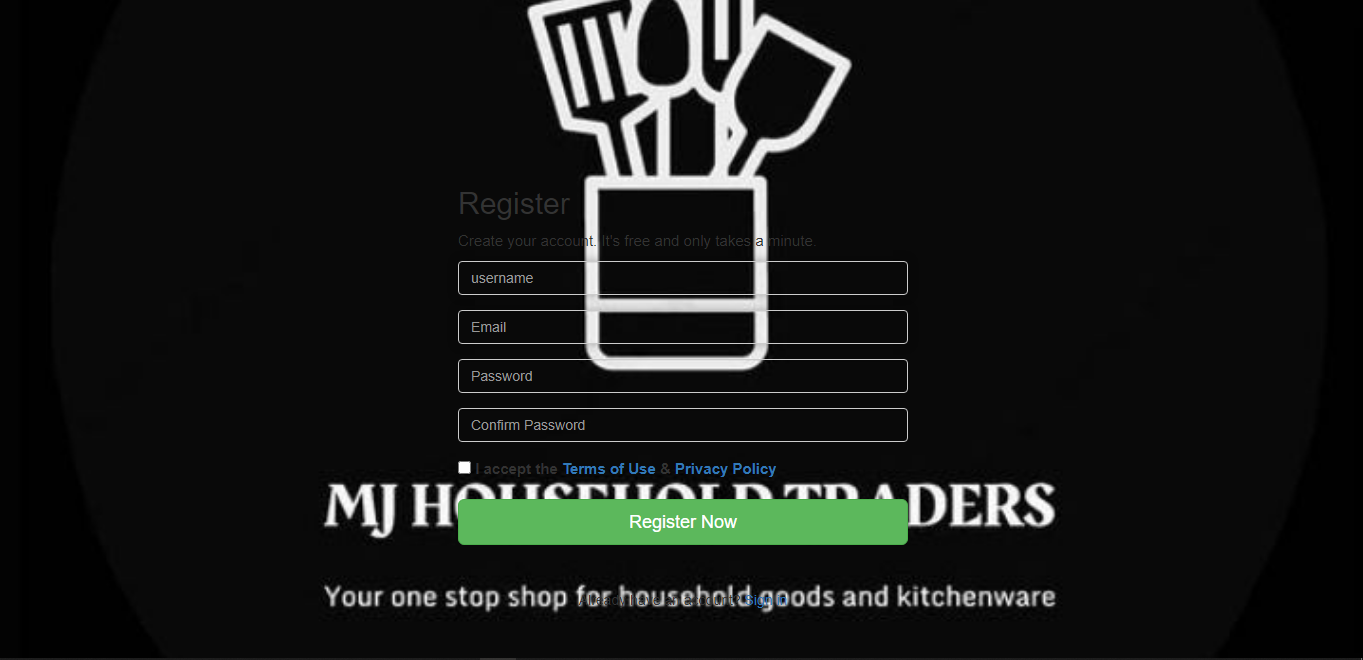 Register
Create your account. It's free and only takes a minute.
username
Email
Password
Confirm Password
I accept the Terms of Use & Privacy Policy
MJ HOUSEHOLD TRADERS
Register Now
Your one stop shop for household goods and kitchenware
Already have an account? Sign in